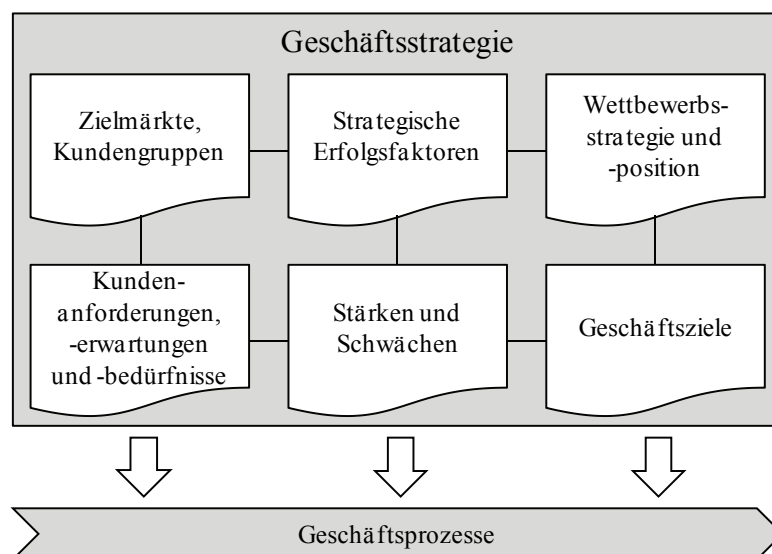 Geschäftsstrategie
Zielmärkte,
Kundengruppen
Strategische
Erfolgsfaktoren
Wettbewerbs-
strategie und
-position
Kunden-
anforderungen,
-erwartungen
und -bedürfnisse
Stärken und
Schwächen
Geschäftsziele
Geschäftsprozesse